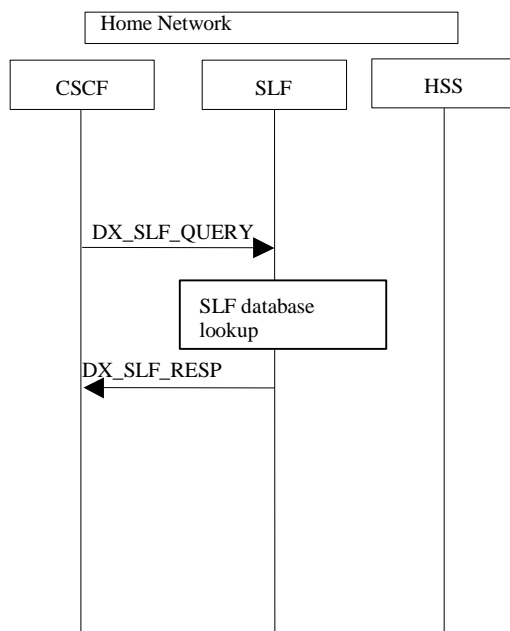 Home Network
CSCF
SLF
HSS
DX_SLF_QUERY
SLF database
lookup
DX_SLF_RESP